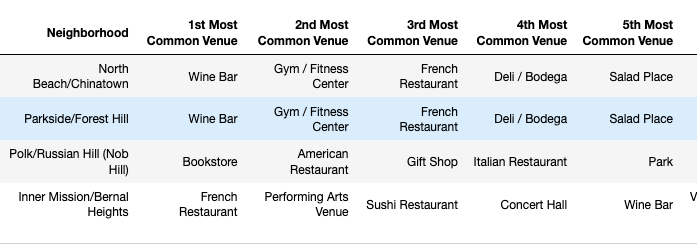 Neighborhood 1st Most Common Venue 2nd Most Common Venue 3rd Most Common Venue 4th Most Common Venue 5th Most Common Venue
North Beach/Chinatown Wine Bar Gym / Fitness Center French Restaurant Deli / Bodega Salad Place
Parkside/Forest Hill Wine Bar Gym / Fitness Center French Restaurant Deli / Bodega Salad Place
Polk/Russian Hill (Nob Hill) Bookstore American Restaurant Gift Shop Italian Restaurant Park
Inner Mission/Bernal Heights French Restaurant Performing Arts Venue Sushi Restaurant Concert Hall Wine Bar V